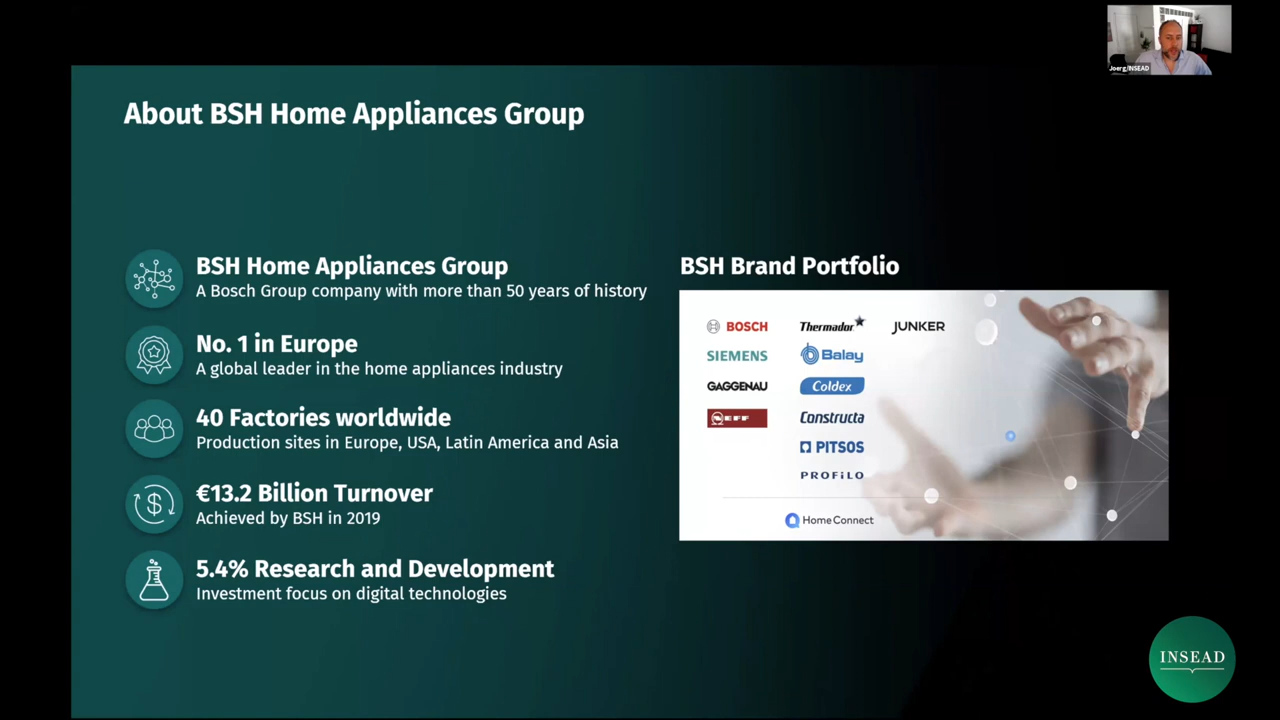 Joerg/INSEAD
About BSH Home Appliances Group
BSH Home Appliances Group
A Bosch Group company with more than 50 years of history
No. 1 in Europe
A global leader in the home appliances industry
40 Factories worldwide
Production sites in Europe, USA, Latin America and Asia
€13.2 Billion Turnover
Achieved by BSH in 2019
5.4% Research and Development
Investment focus on digital technologies
BSH Brand Portfolio
BOSCH
SIEMENS
GAGGENAU
NEFF
Thermador
Balay
Coldex
Constructa
PITSOS
PROFILO
JUNKER
Home Connect
INSEAD